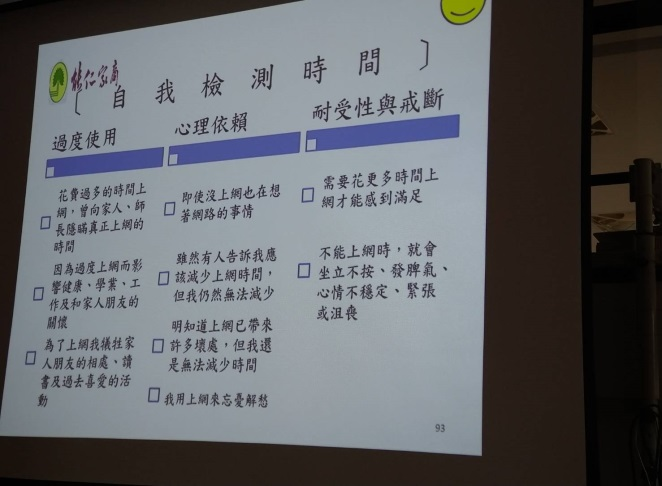 能仁家商
〔自我檢測時間〕
過度使用
花費過多的時間上
網，曾向家人、師
長隱瞞真正上網的
時間
因為過度上網而影
響健康、學業、工
作及和家人朋友的
關懷
為了上網我犠牲家
人朋友的相處、讀
書及過去喜愛的活
動
心理依賴
即使沒上網也在想
著網路的事情
雖然有人告訴我應
該減少上網時間，
但我仍然無法減少
明知道上網已帶來
許多壞處，但我還
是無法減少時間
我用上網來忘憂解愁
耐受性與戒斷
需要花更多時間上
網才能感到滿足
不能上網時，就會
坐立不按、發脾氣、
心情不穩定、緊張
或沮喪
93